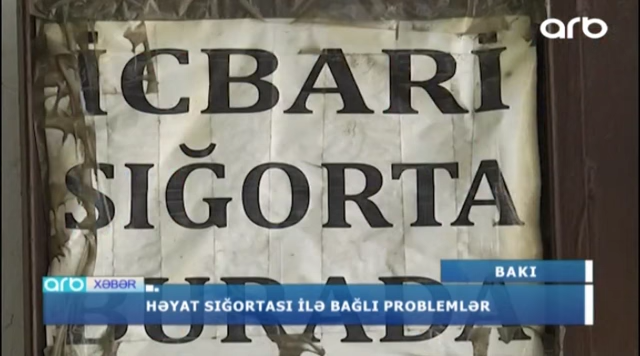 arb
İCBARİ
SIĞORTA
BURADA
BAKI
arb XƏBƏR
HƏYAT SIĞORTASI İLƏ BAĞLI PROBLEMLƏR